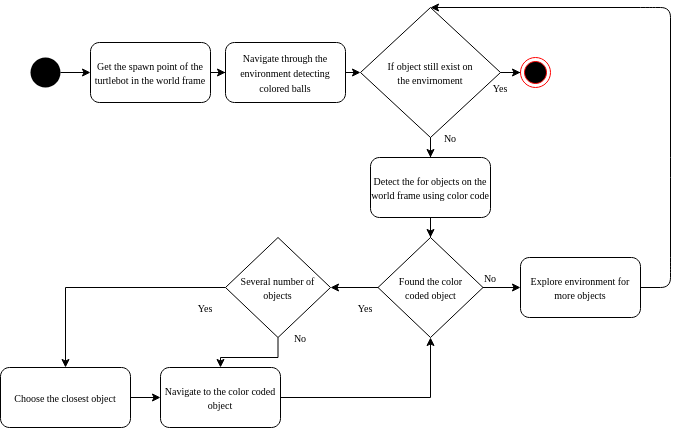 Get the spawn point of the
turtlebot in the world frame
Navigate through the
environment detecting
colored balls
If object still exist on
the envirnoment
Yes
No
Detect the for objects on the
world frame using color code
Several number of
objects
Found the color
coded object
No
Explore environment for
more objects
Yes
Yes
No
Choose the closest object
Navigate to the color coded
object